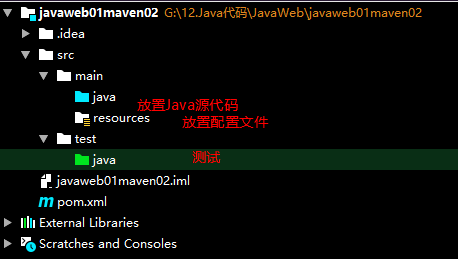 javaweb01maven02 G:\12.Java代码\JavaWeb\javaweb01maven02
.idea
src
main
java 放置Java源代码
resources 放置配置文件
test
java 测试
javaweb01maven02.iml
pom.xml
External Libraries
Scratches and Consoles